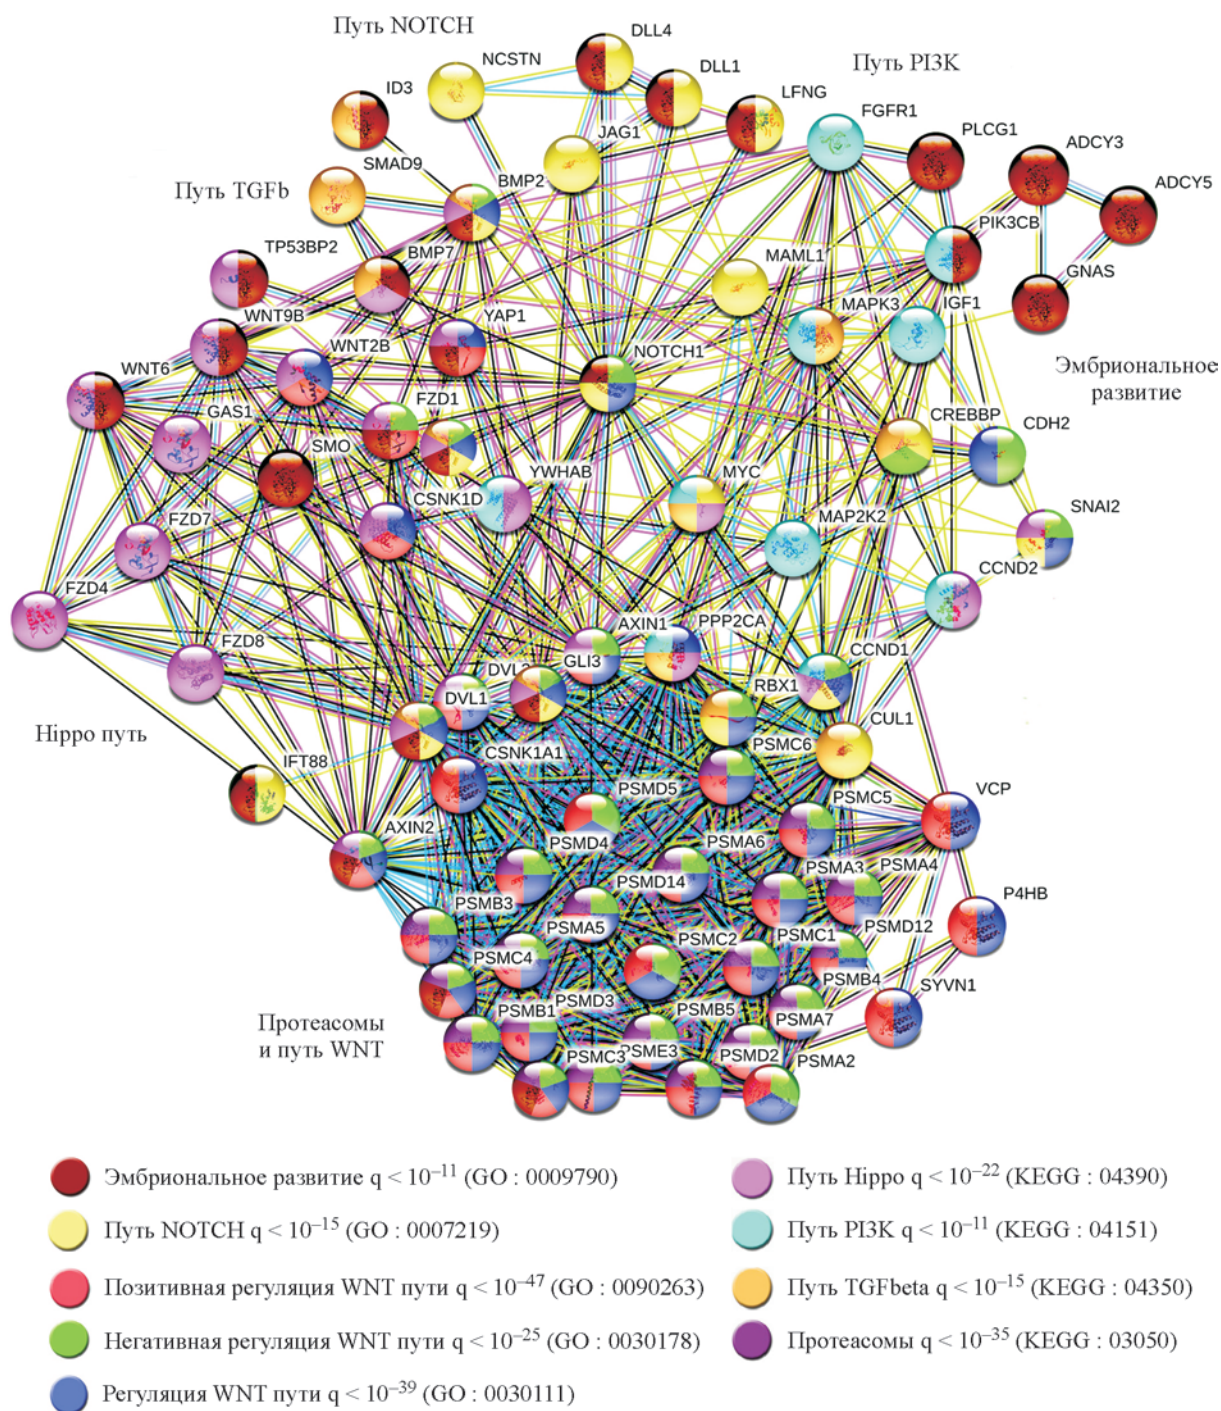 Путь NOTCH
DLL4
NCSTN
DLL1
Путь PI3K
ID3
LFNG
FGFR1
PLCG1
ADCY3
JAG1
SMAD9
ADCY5
Путь TGFb
BMP2
PIK3CB
TP53BP2
BMP7
MAML1
GNAS
WNT9B
YAP1
MAPK3
IGF1
WNT2B
NOTCH1
WNT6
Эмбриональное
развитие
GAS1
FZD1
CREBBP
CDH2
SMO
YWHAB
MYC
CSNK1D
MAP2K2
SNAI2
FZD7
CCND2
FZD4
AXIN1
PPP2CA
FZD8
GLI3
CCND1
DVL1
RBX1
CUL1
Hippo путь
PSMC6
IFT88
CSNK1A1
VCP
PSMD5
PSMC5
AXIN2
PSMD4
PSMA6
PSMA3
PSMA4
PSMD14
P4HB
PSMB3
PSMA5
PSMD12
PSMC2
PSMC1
PSMC4
PSMB4
SYVN1
PSMD3
PSMB1
PSMB5
PSMA7
Протеасомы
и путь WNT
PSMC3
PSME3
PSMD2
PSMA2
Эмбриональное развитие q < 10⁻¹¹ (GO : 0009790)
Путь NOTCH q < 10⁻¹⁵ (GO : 0007219)
Позитивная регуляция WNT пути q < 10⁻⁴⁷ (GO : 0090263)
Негативная регуляция WNT пути q < 10⁻²⁵ (GO : 0030178)
Регуляция WNT пути q < 10⁻³⁹ (GO : 0030111)
Путь Hippo q < 10⁻²² (KEGG : 04390)
Путь PI3K q < 10⁻¹¹ (KEGG : 04151)
Путь TGFbeta q < 10⁻¹⁵ (KEGG : 04350)
Протеасомы q < 10⁻³⁵ (KEGG : 03050)